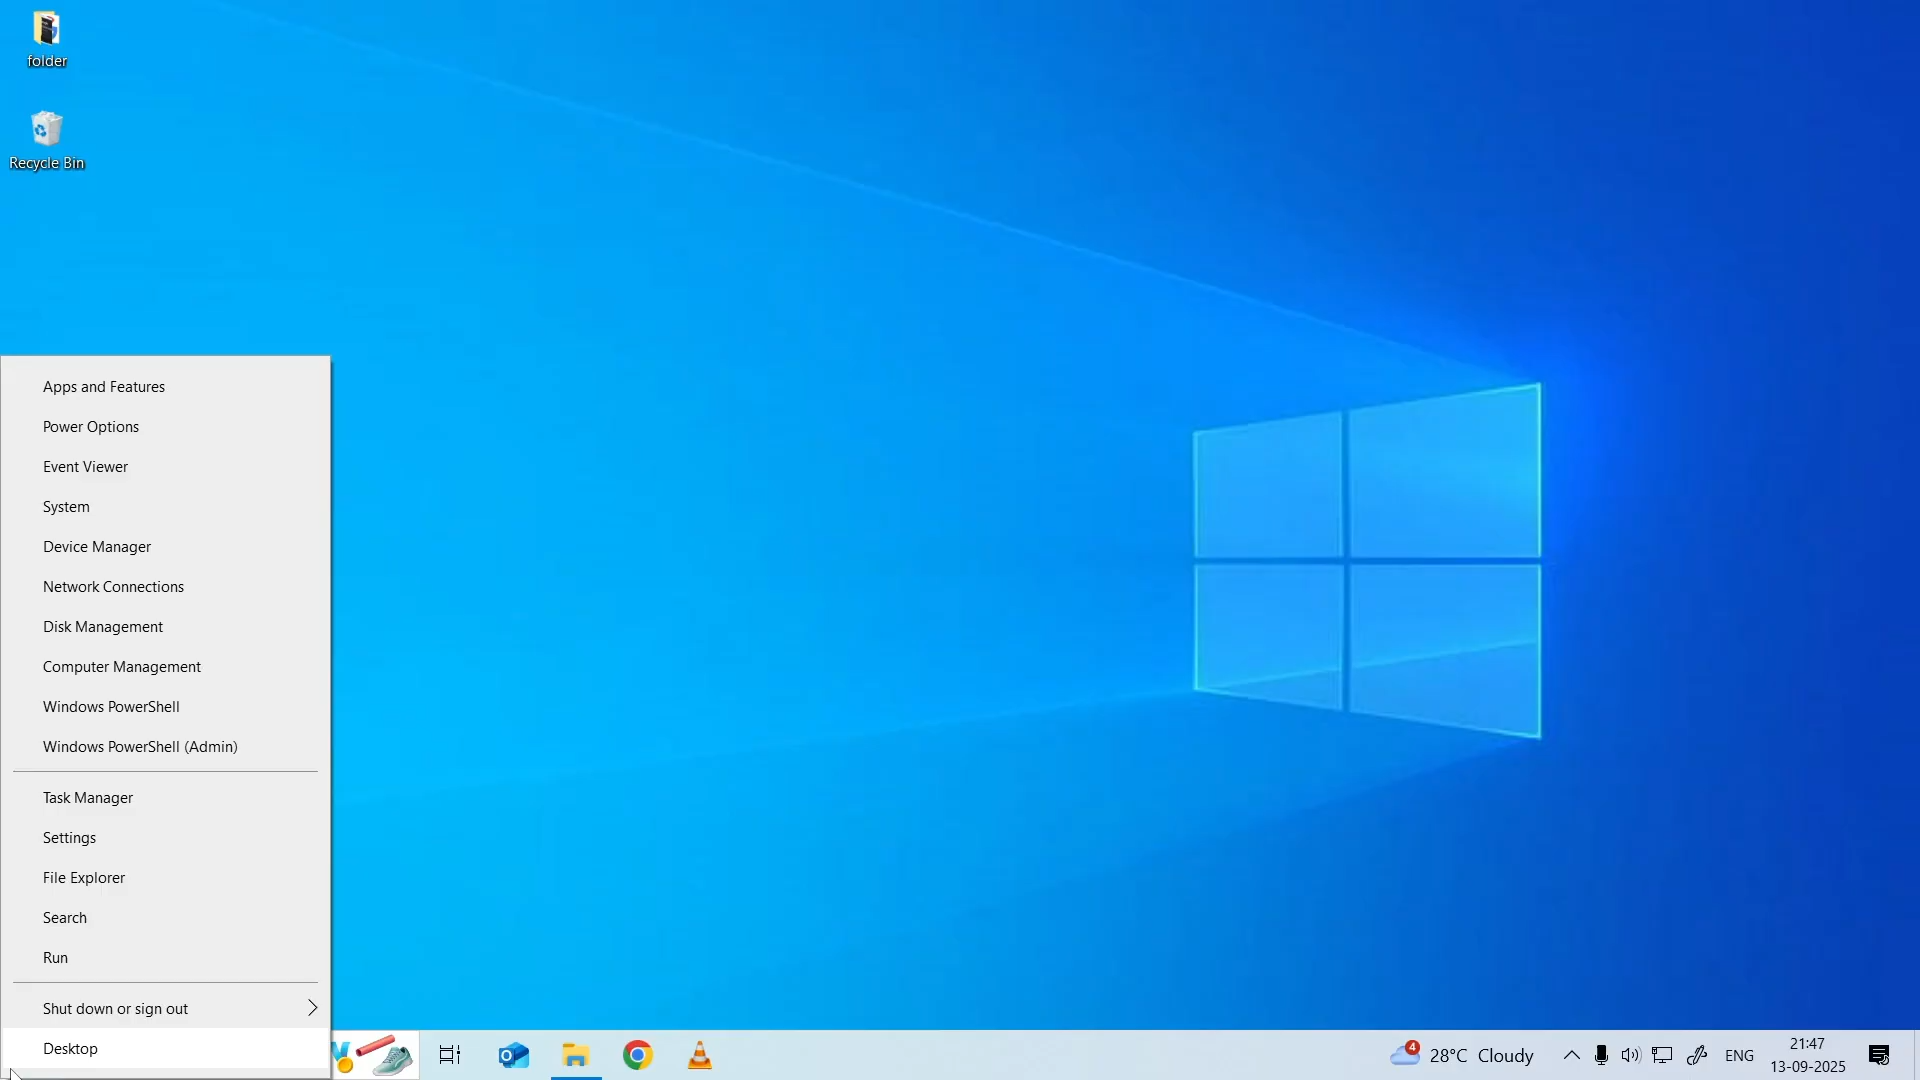 folder
Recycle Bin
Apps and Features
Power Options
Event Viewer
System
Device Manager
Network Connections
Disk Management
Computer Management
Windows PowerShell
Windows PowerShell (Admin)
Task Manager
Settings
File Explorer
Search
Run
Shut down or sign out
Desktop
4
28°C Cloudy
ENG
21:47
13-09-2025